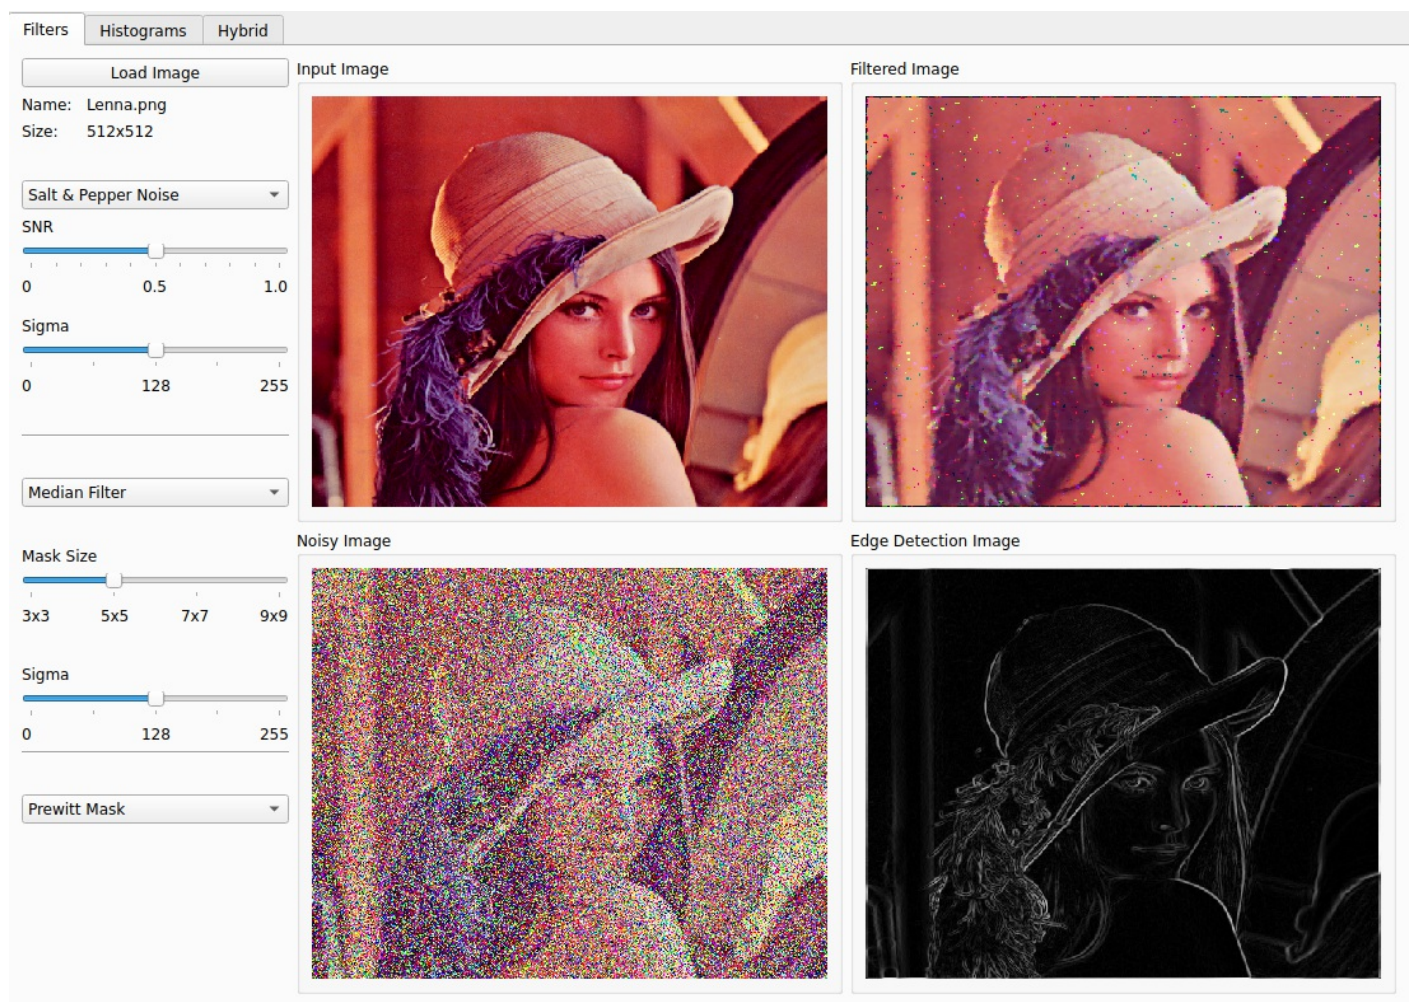 Filters Histograms Hybrid
Load Image
Name: Lenna.png
Size: 512x512
Salt & Pepper Noise
SNR
0 0.5 1.0
Sigma
0 128 255
Median Filter
Mask Size
3x3 5x5 7x7 9x9
Sigma
0 128 255
Prewitt Mask
Input Image
Filtered Image
Noisy Image
Edge Detection Image